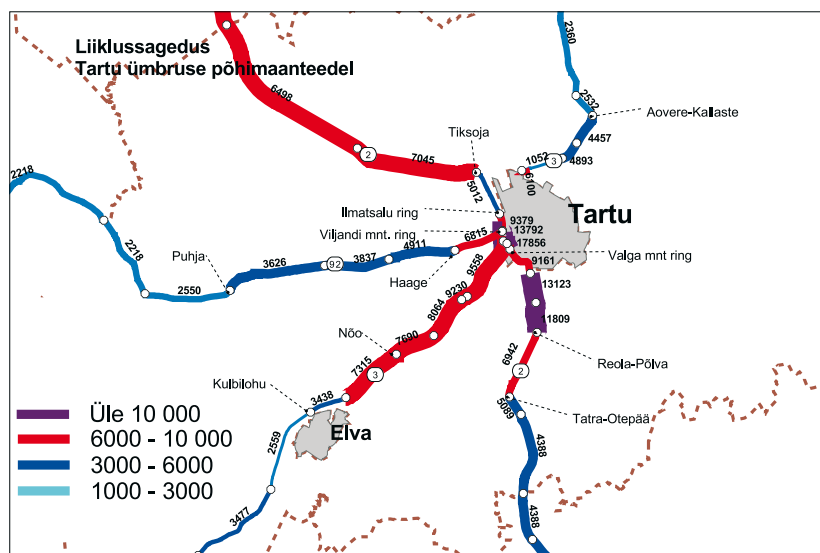 Liiklussagedus
Tartu ümbruse põhimaanteedel
2360
2532
Aovere-Kallaste
4457
4893
3
1052
6100
6498
2
7045
Tiksoja
5012
Ilmatsalu ring
Tartu
9379
Viljandi mnt. ring
13792
17856
Valga mnt ring
9161
13123
11809
Reola-Põlva
6942
2
5089
Tatra-Otepää
4388
4388
2218
2218
2550
Puhja
3626
92
3837
4911
Haage
6815
9558
9230
8064
7690
Nõo
7315
3
Kulbilohu
3438
Elva
2559
3477
Üle 10 000
6000 - 10 000
3000 - 6000
1000 - 3000